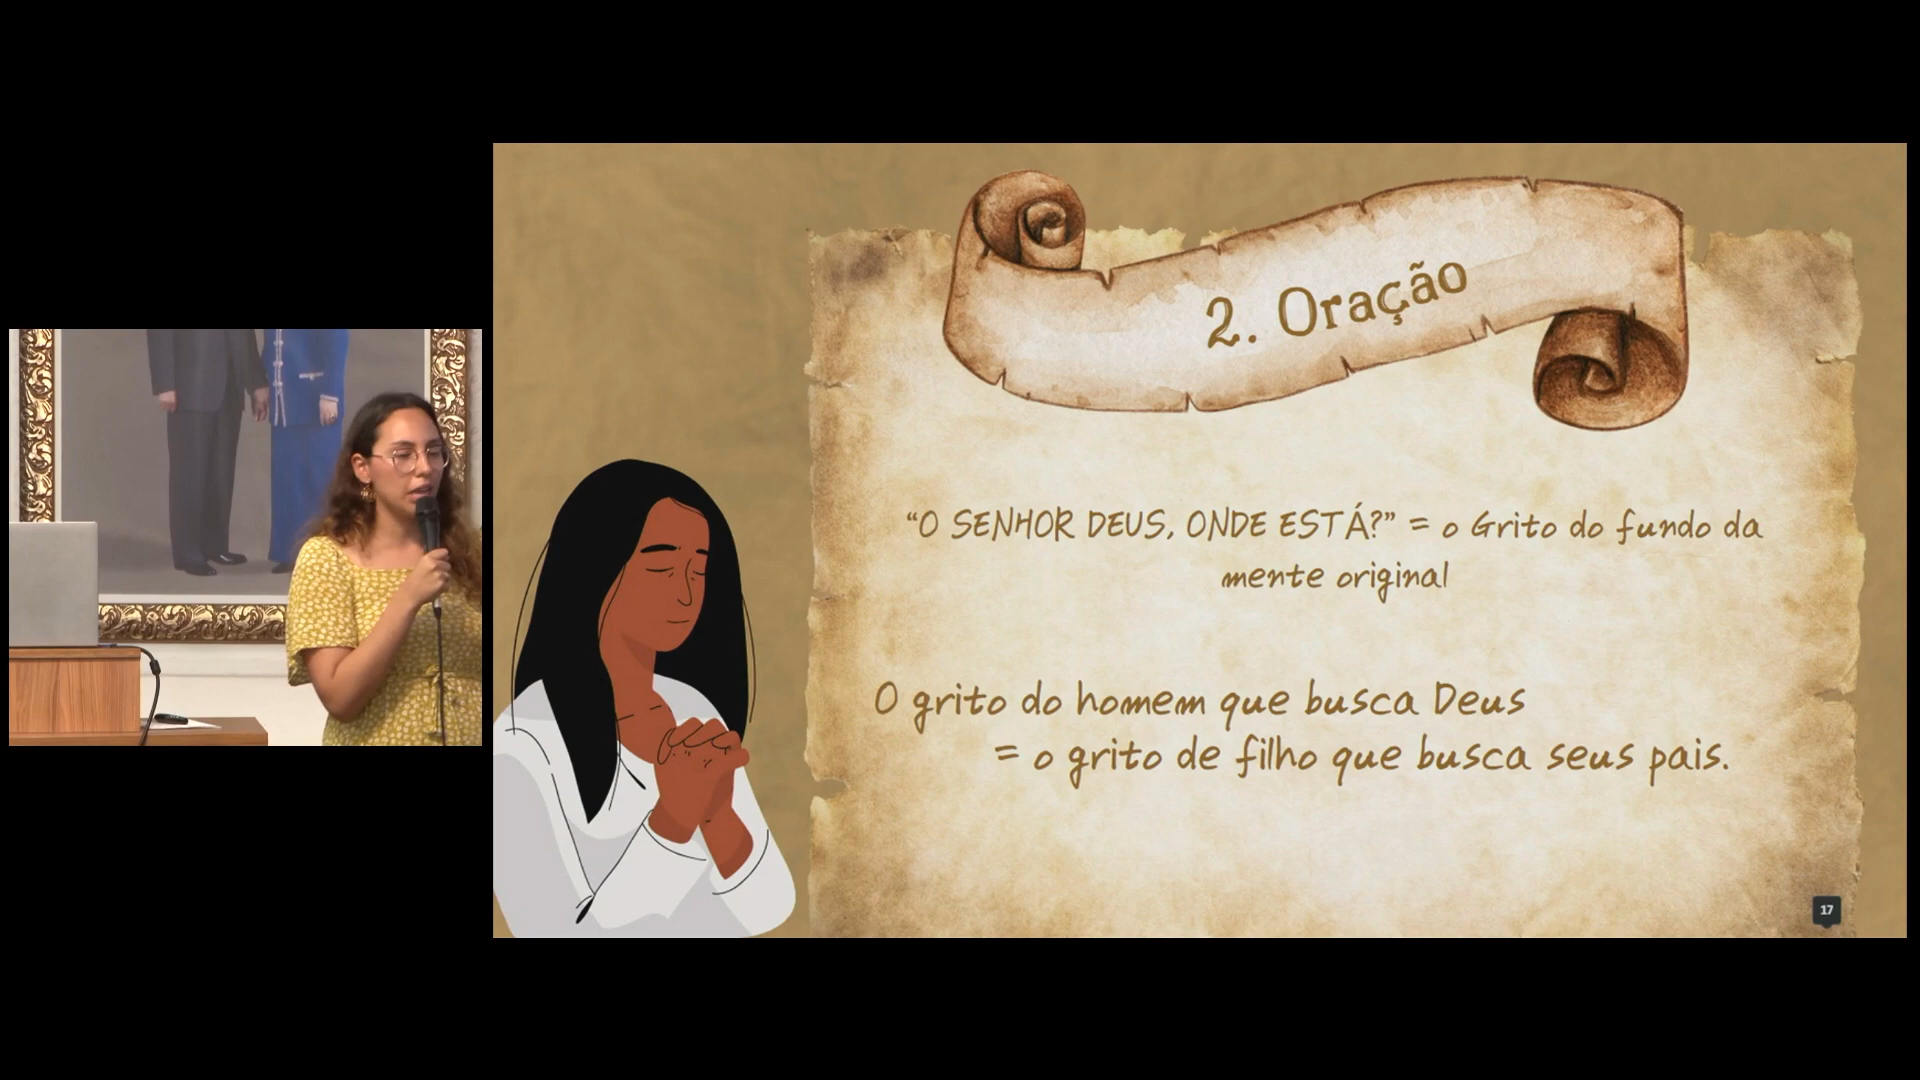 2. Oração
“O SENHOR DEUS, ONDE ESTÁ?” = o Grito do fundo da
mente original
O grito do homem que busca Deus
= o grito de filho que busca seus pais.
17